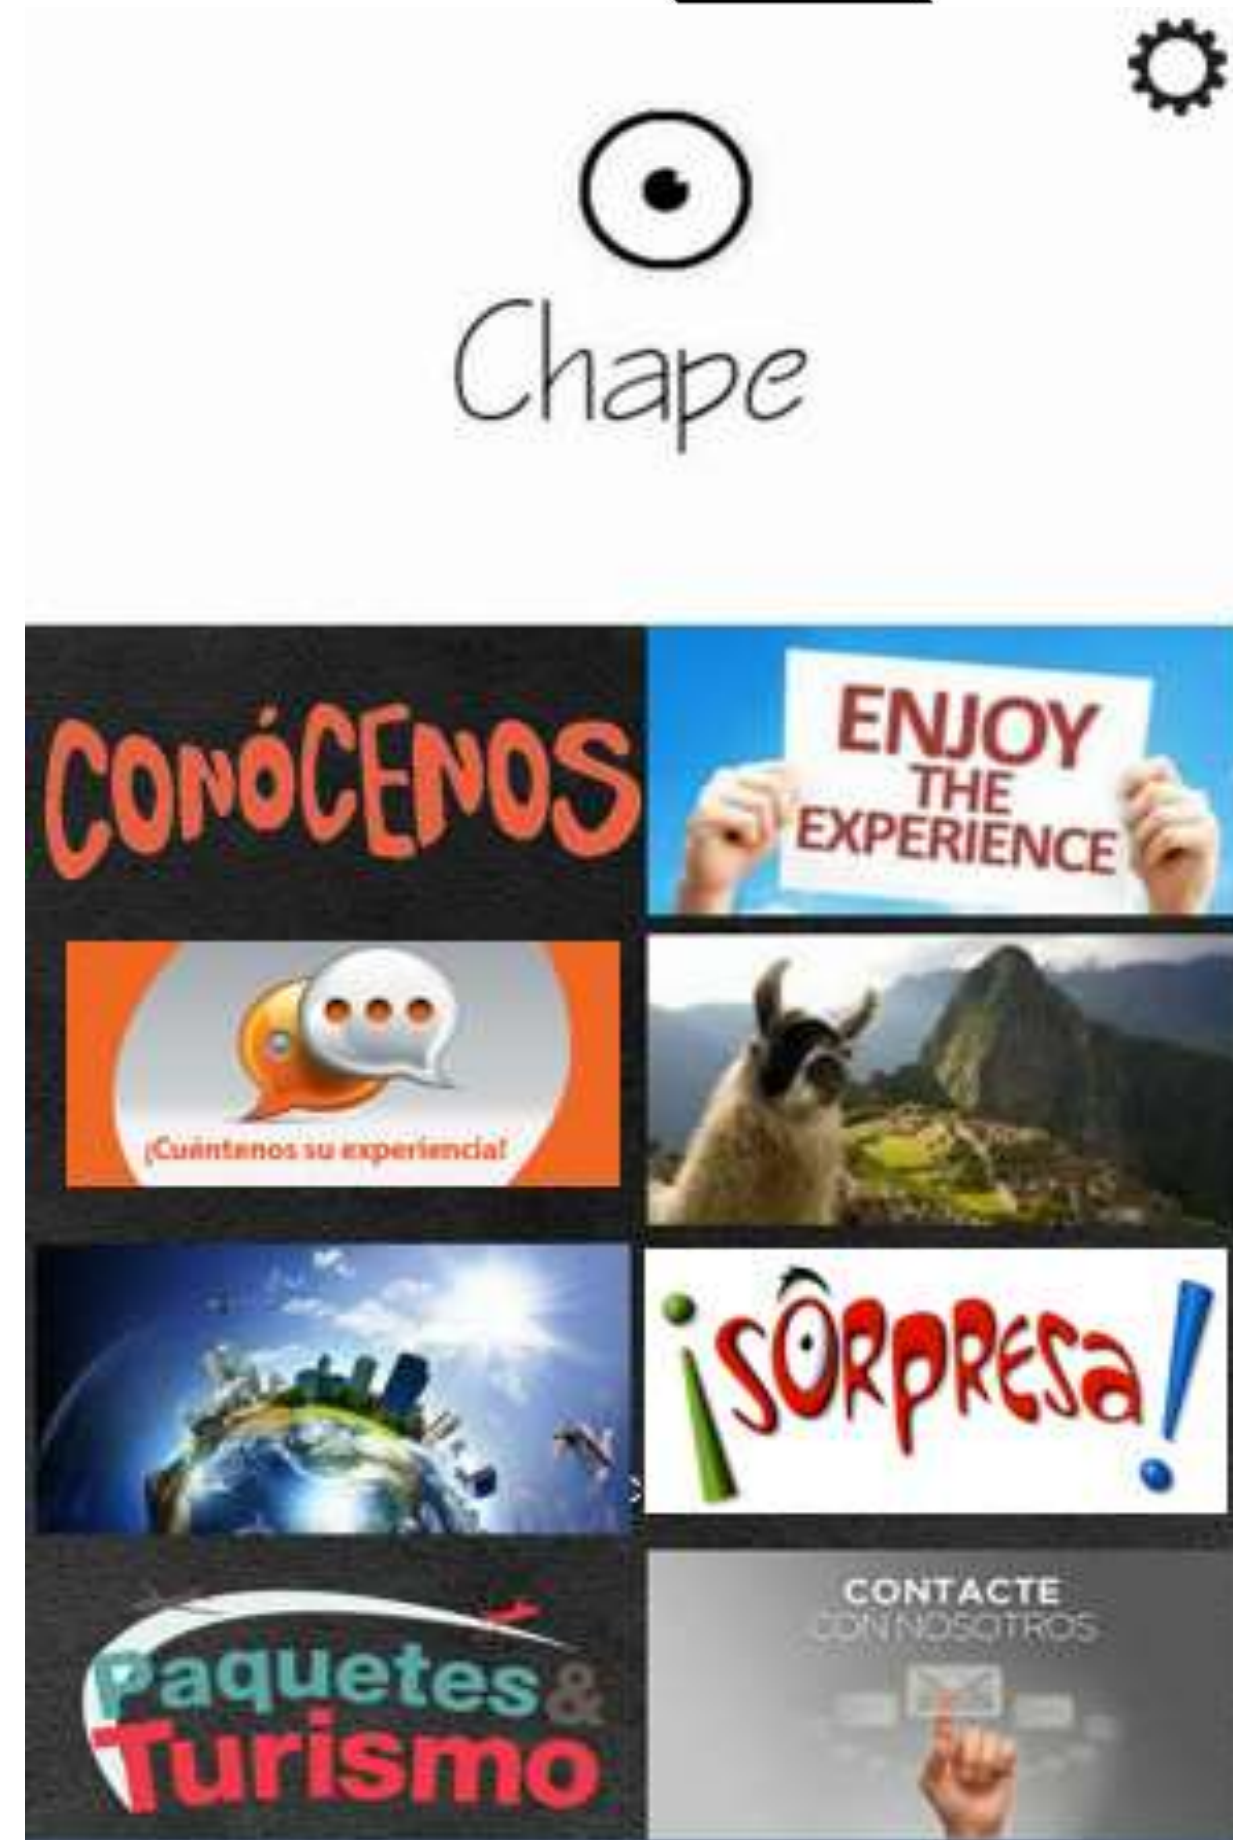 Chape
CONÓCENOS
ENJOY
THE
EXPERIENCE
¡Cuéntenos su experiencia!
¡SORPRESa!
Paquetes&
Turismo
CONTACTE
CON NOSOTROS